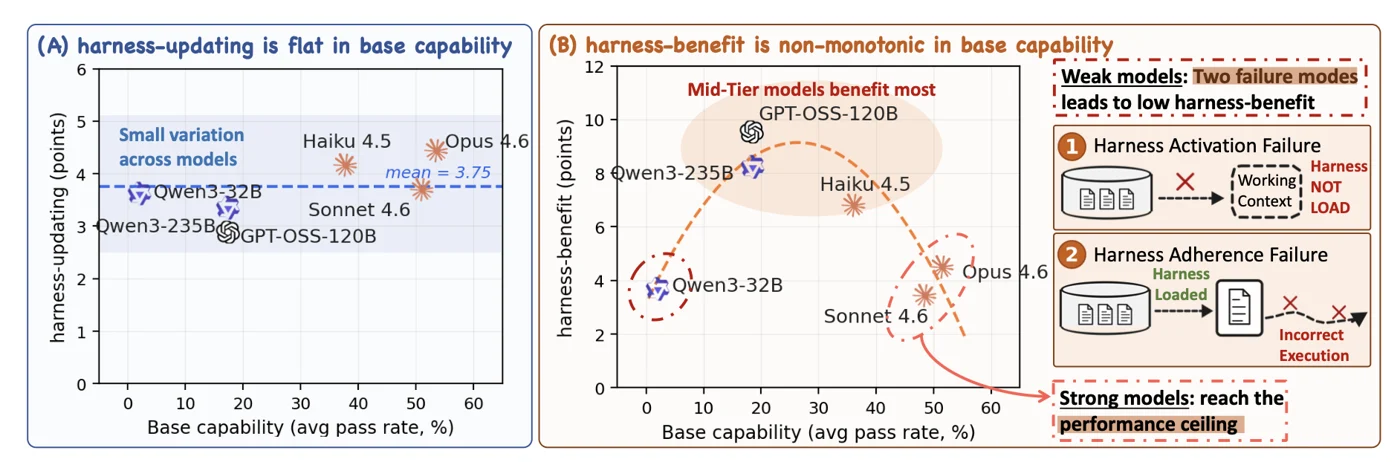 (A) harness-updating is flat in base capability
harness-updating (points)
6
5
4
3
2
1
0
Small variation
across models
Haiku 4.5
Opus 4.6
mean = 3.75
Qwen3-32B
Sonnet 4.6
Qwen3-235B
GPT-OSS-120B
0 10 20 30 40 50 60
Base capability (avg pass rate, %)
(B) harness-benefit is non-monotonic in base capability
harness-benefit (points)
12
10
8
6
4
2
0
Mid-Tier models benefit most
GPT-OSS-120B
Qwen3-235B
Haiku 4.5
Opus 4.6
Qwen3-32B
Sonnet 4.6
0 10 20 30 40 50 60
Base capability (avg pass rate, %)
Weak models: Two failure modes
leads to low harness-benefit
1 Harness Activation Failure
Working
Context
Harness
NOT
LOAD
2 Harness Adherence Failure
Harness
Loaded
Incorrect
Execution
Strong models: reach the
performance ceiling